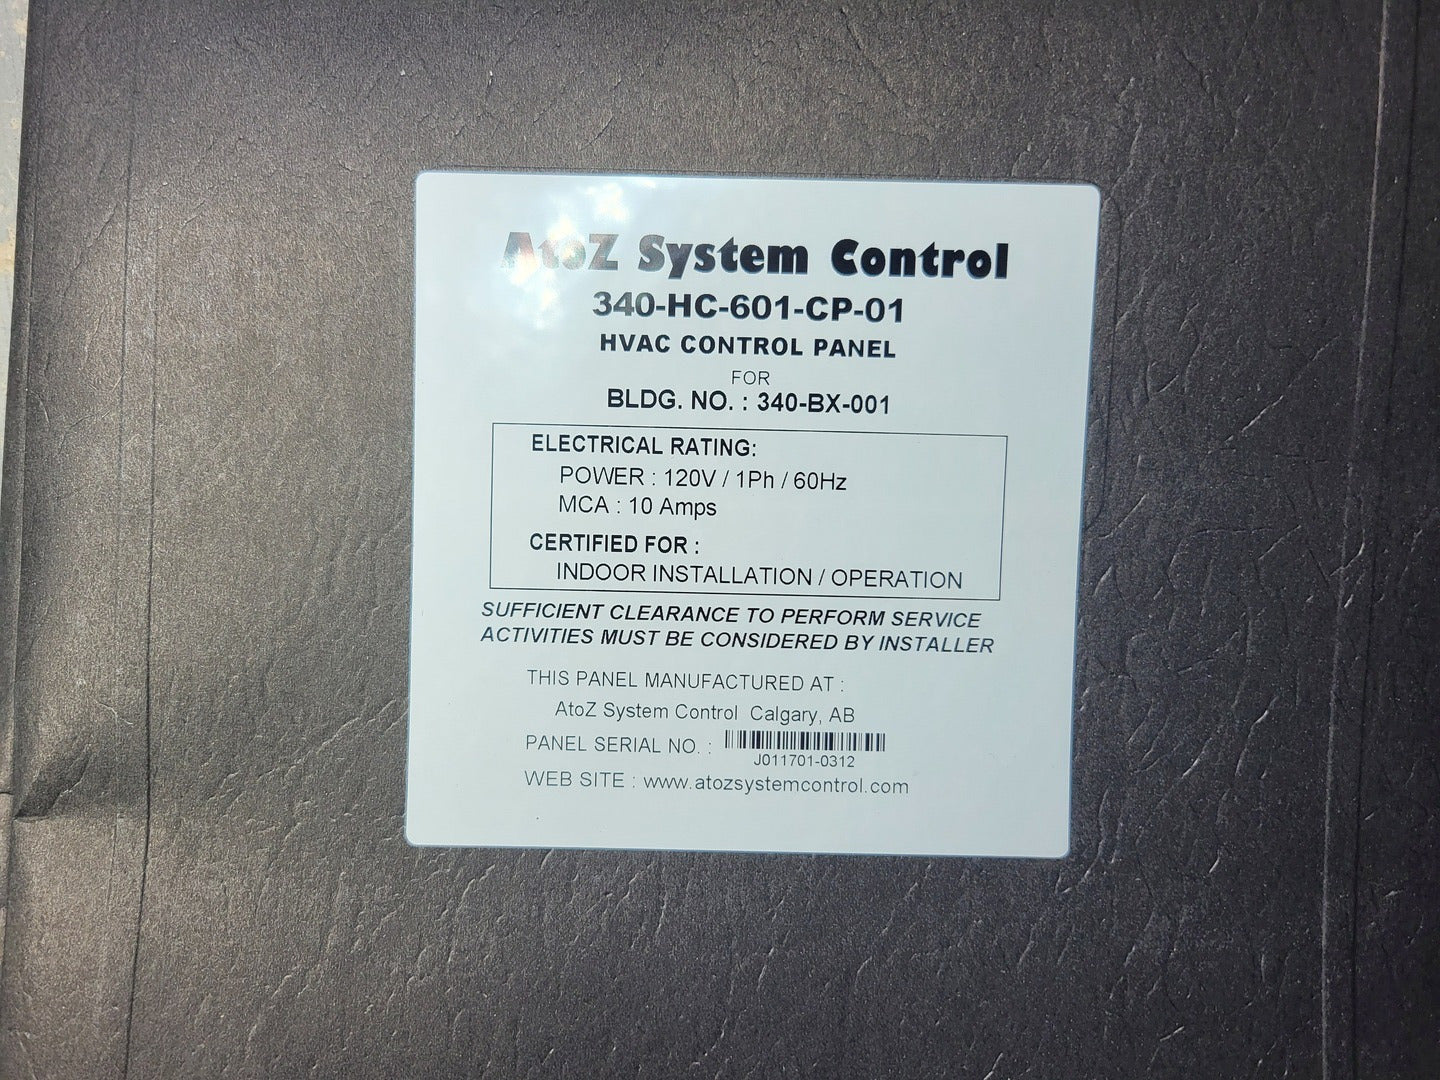 AtoZ System Control
340-HC-601-CP-01
HVAC CONTROL PANEL
FOR
BLDG. NO. : 340-BX-001
ELECTRICAL RATING:
POWER : 120V / 1Ph / 60Hz
MCA : 10 Amps
CERTIFIED FOR :
INDOOR INSTALLATION / OPERATION
SUFFICIENT CLEARANCE TO PERFORM SERVICE
ACTIVITIES MUST BE CONSIDERED BY INSTALLER
THIS PANEL MANUFACTURED AT :
AtoZ System Control Calgary, AB
PANEL SERIAL NO. :
J011701-0312
WEB SITE : www.atozsystemcontrol.com